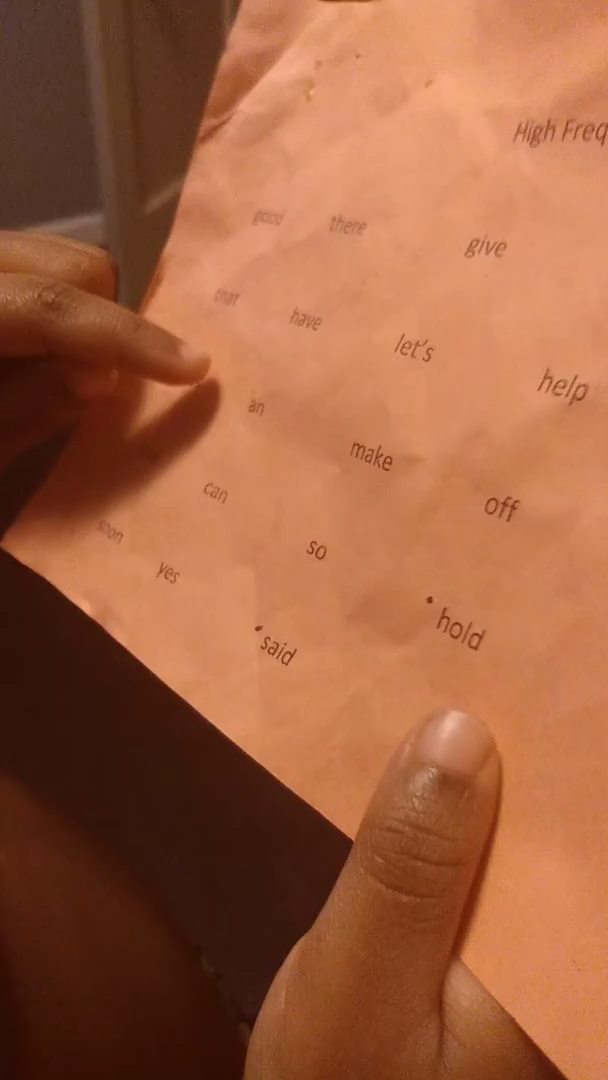 High Freq
good there give
that have let's help
an make off
can so hold
soon yes said